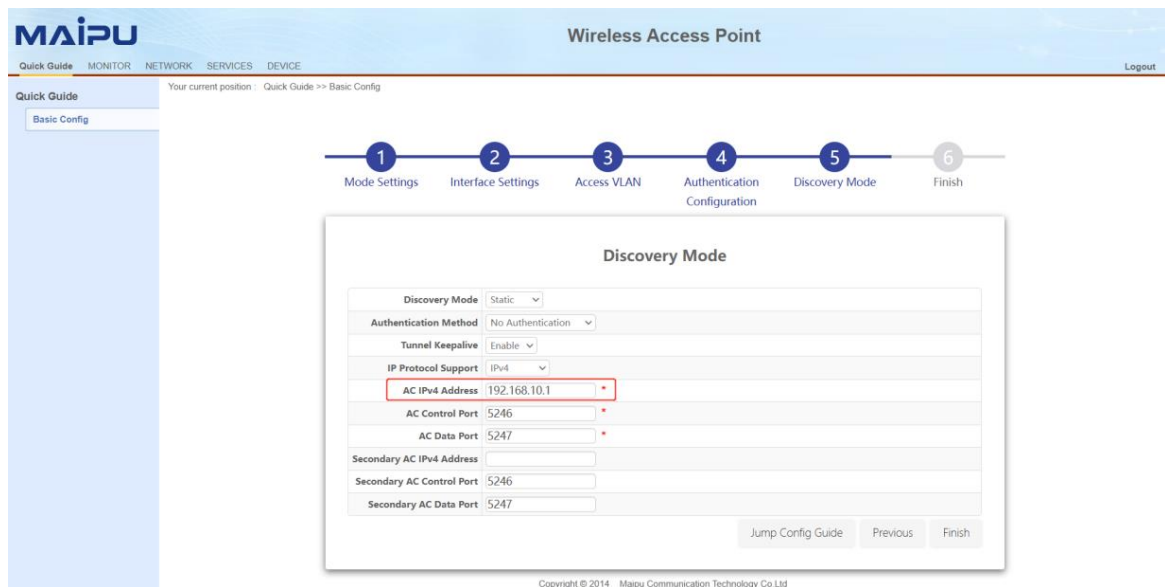 MAIPU
Wireless Access Point
Quick Guide MONITOR NETWORK SERVICES DEVICE
Logout
Quick Guide
Basic Config
Your current position : Quick Guide >> Basic Config
1 2 3 4 5 6
Mode Settings Interface Settings Access VLAN Authentication Configuration Discovery Mode Finish
Discovery Mode
Discovery Mode Static
Authentication Method No Authentication
Tunnel Keepalive Enable
IP Protocol Support IPv4
AC IPv4 Address 192.168.10.1 *
AC Control Port 5246 *
AC Data Port 5247 *
Secondary AC IPv4 Address
Secondary AC Control Port 5246
Secondary AC Data Port 5247
Jump Config Guide Previous Finish
Copyright © 2014 Maipu Communication Technology Co.Ltd